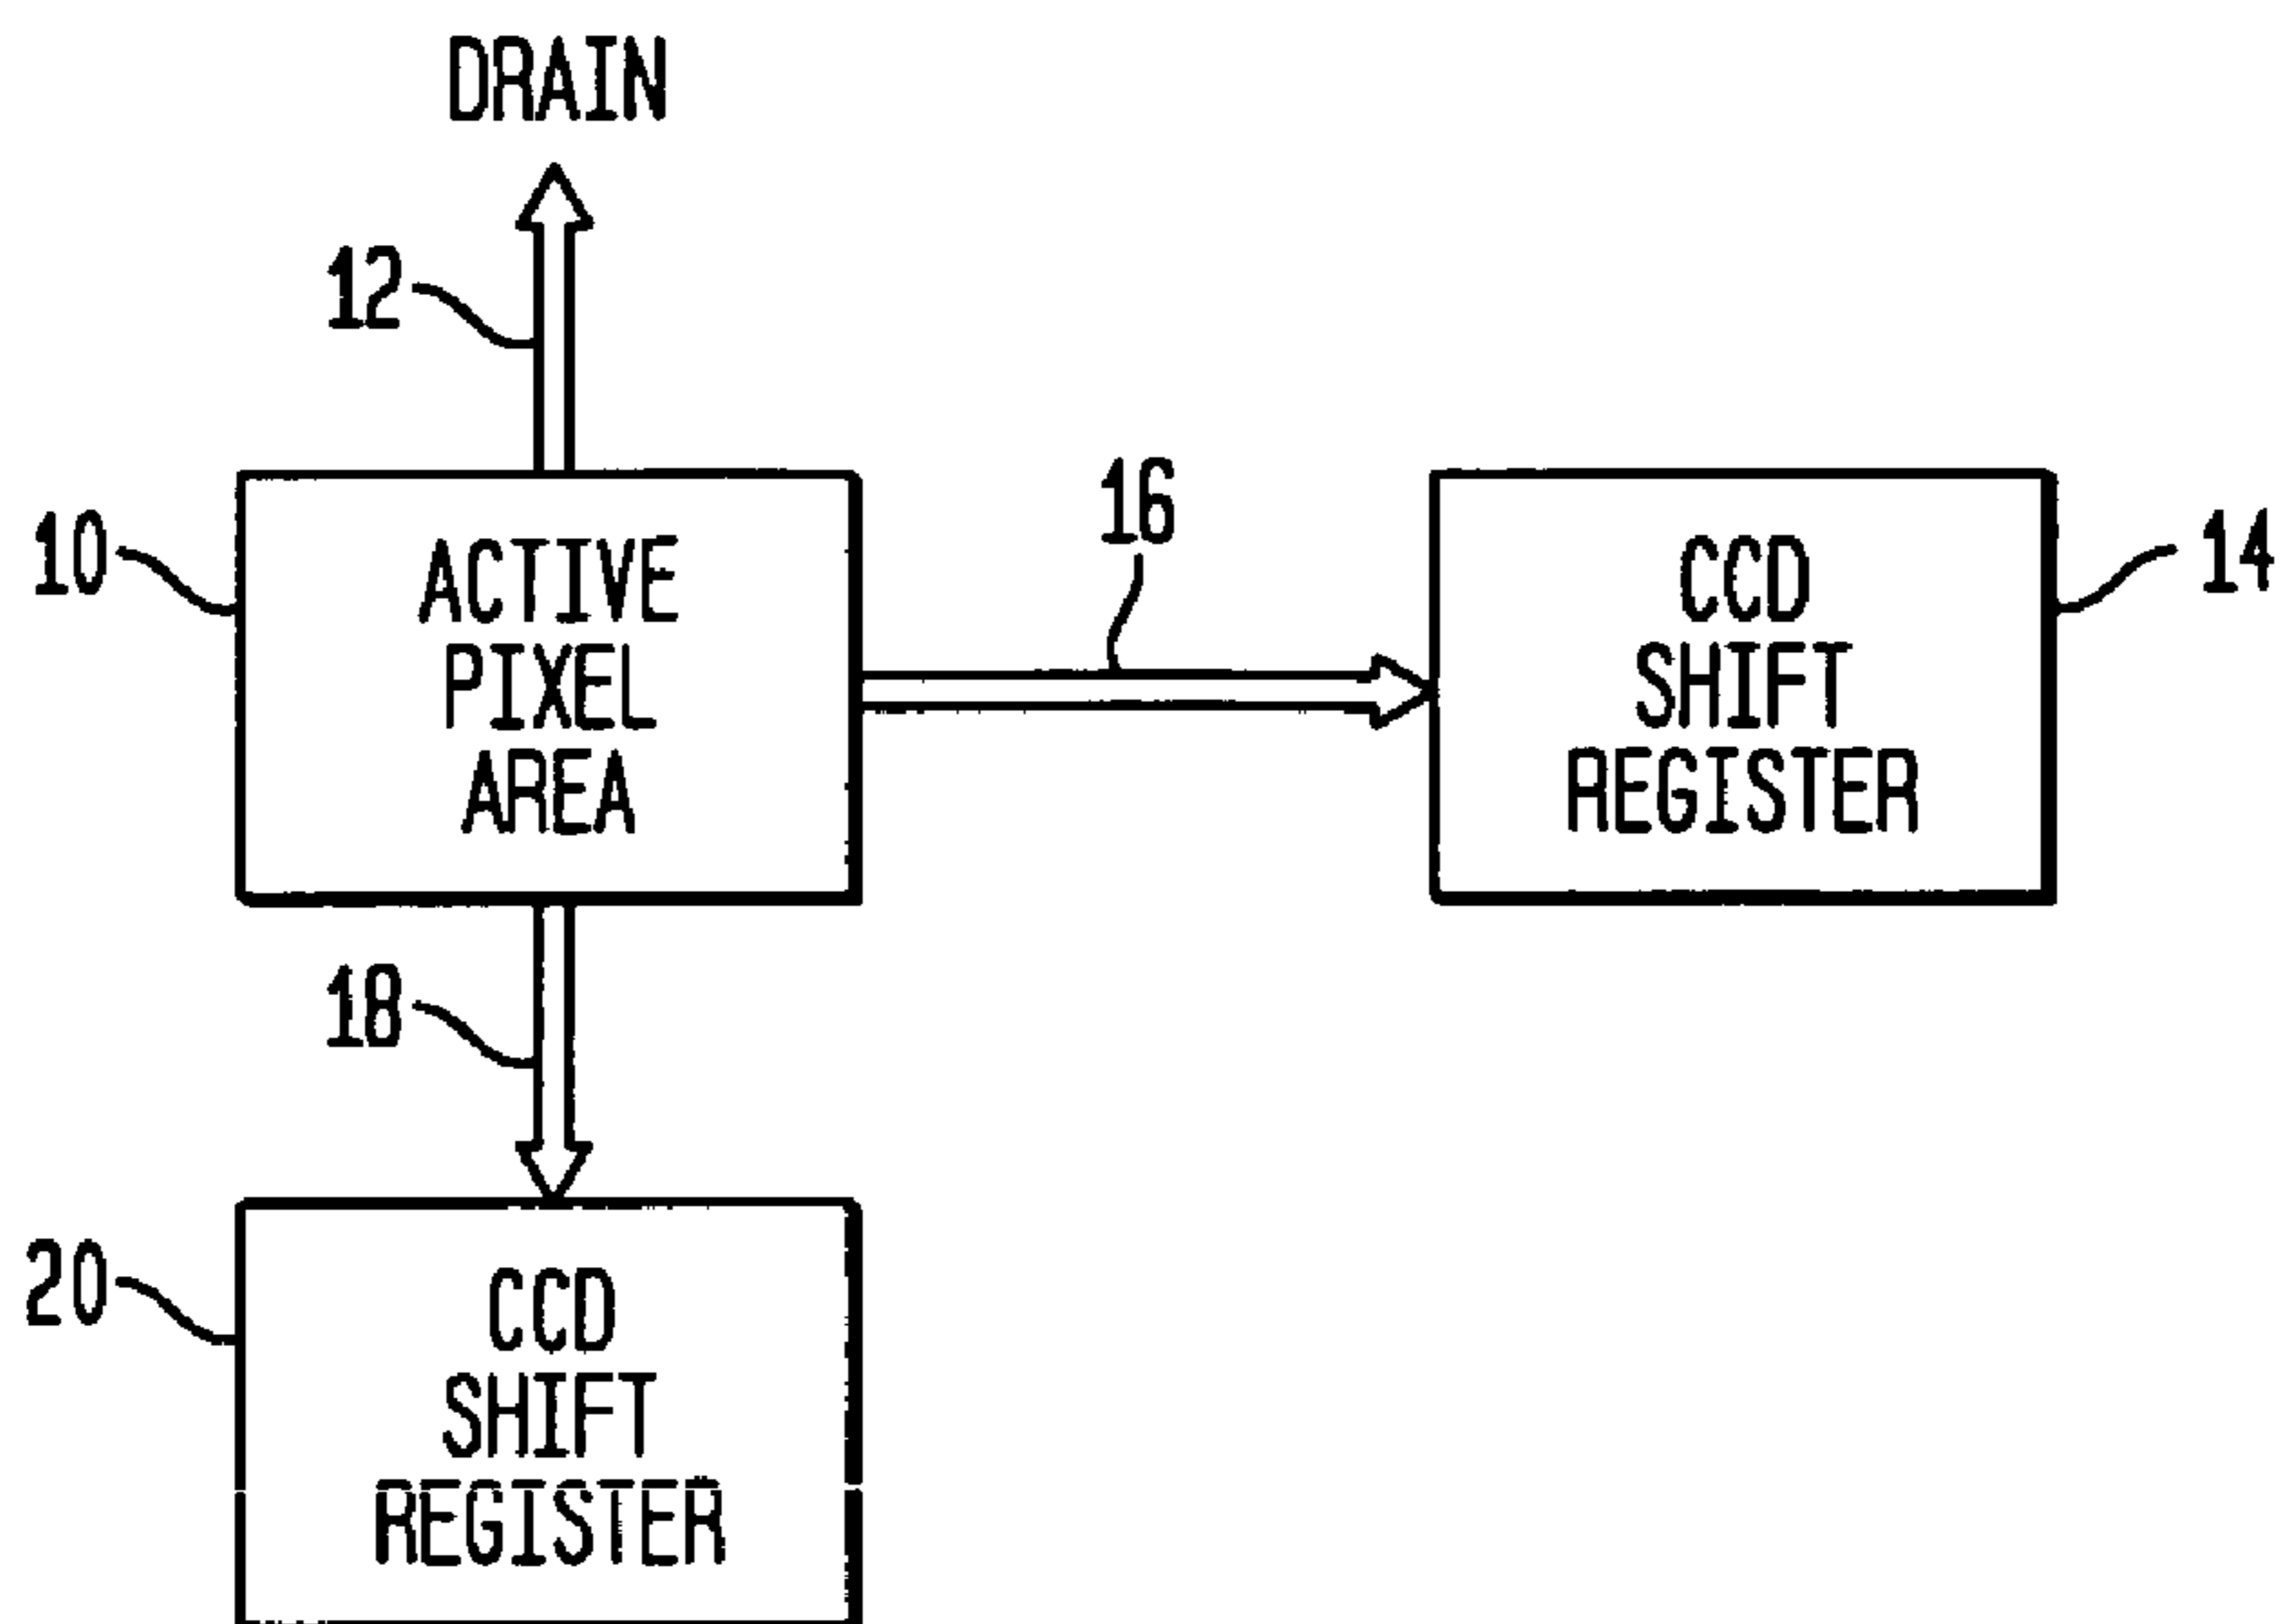 DRAIN
12
10
ACTIVE
PIXEL
AREA
16
CCD
SHIFT
REGISTER
14
18
20
CCD
SHIFT
REGISTER